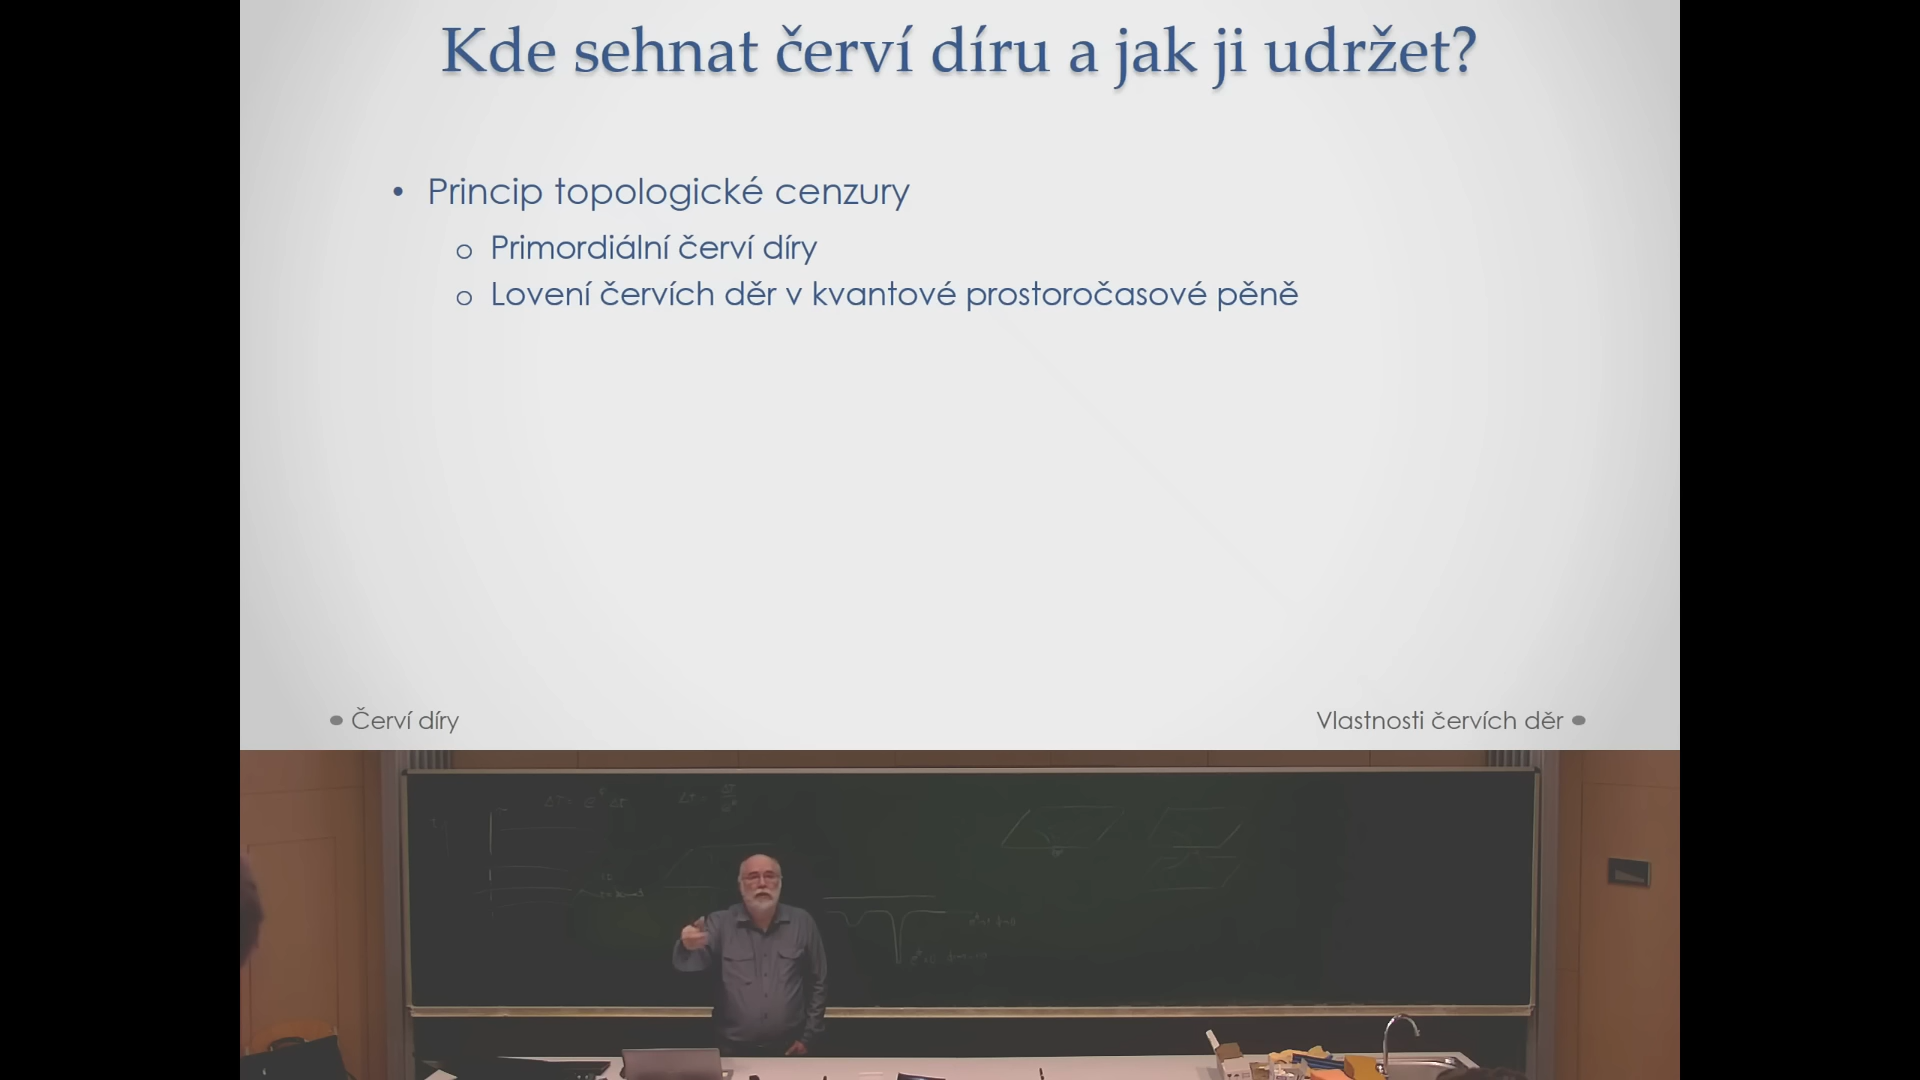 Kde sehnat červí díru a jak ji udržet?
• Princip topologické cenzury
o Primordiální červí díry
o Lovení červích děr v kvantové prostoročasové pěně
• Červí díry
Vlastnosti červích děr •